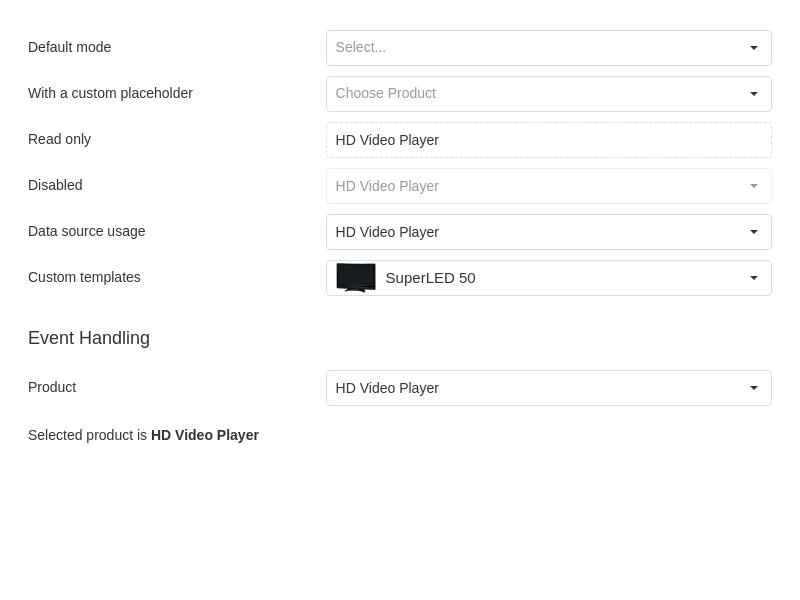 Default mode Select...
With a custom placeholder Choose Product
Read only HD Video Player
Disabled HD Video Player
Data source usage HD Video Player
Custom templates SuperLED 50
Event Handling
Product HD Video Player
Selected product is HD Video Player